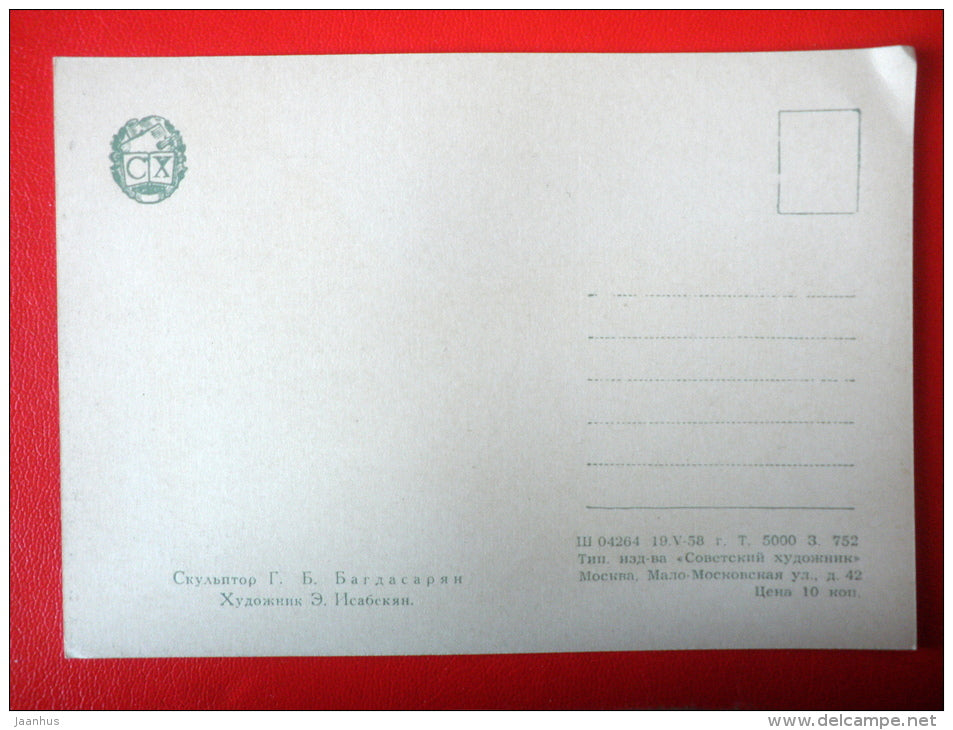 СХ
Ш 04264 19.V-58 г. Т. 5000 З. 752
Тип. изд-ва «Советский художник»
Москва, Мало-Московская ул., д. 42
Цена 10 коп.
Скульптор Г. Б. Багдасарян
Художник Э. Исабекян.
Jaanhus
www.delcampe.net